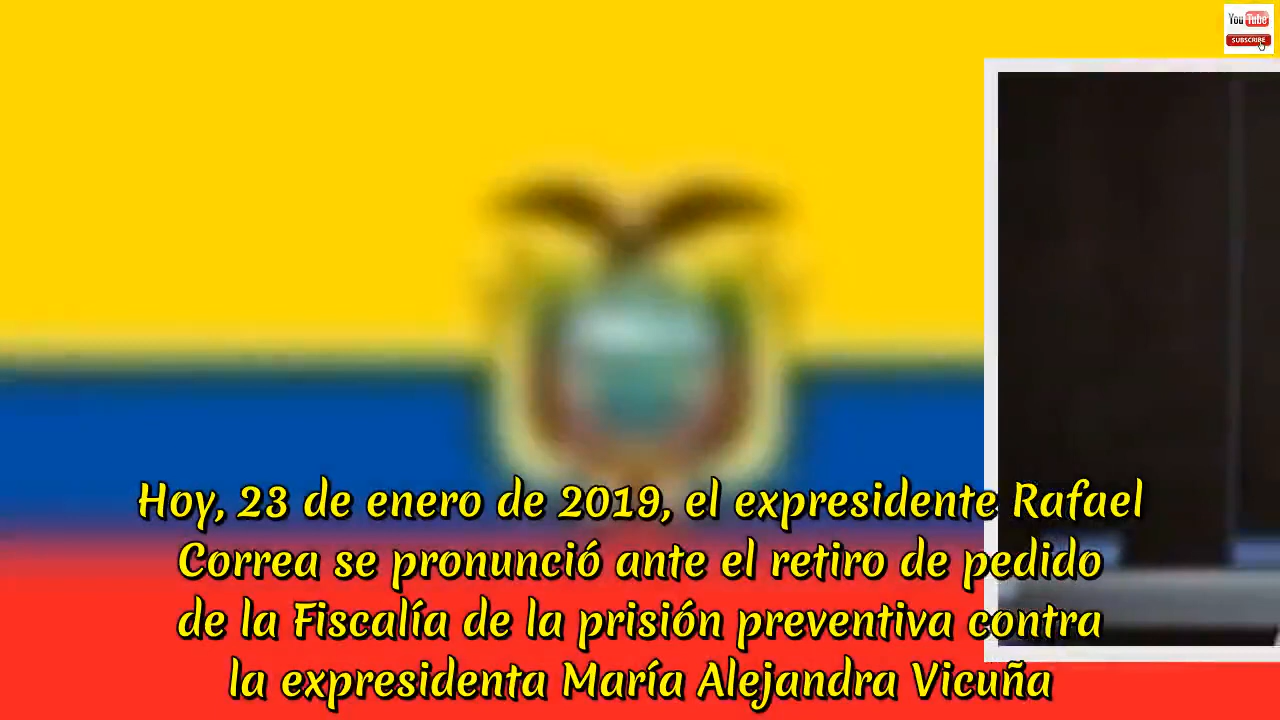 You Tube
SUBSCRIBE
Hoy, 23 de enero de 2019, el expresidente Rafael
Correa se pronunció ante el retiro de pedido
de la Fiscalía de la prisión preventiva contra
la expresidenta María Alejandra Vicuña